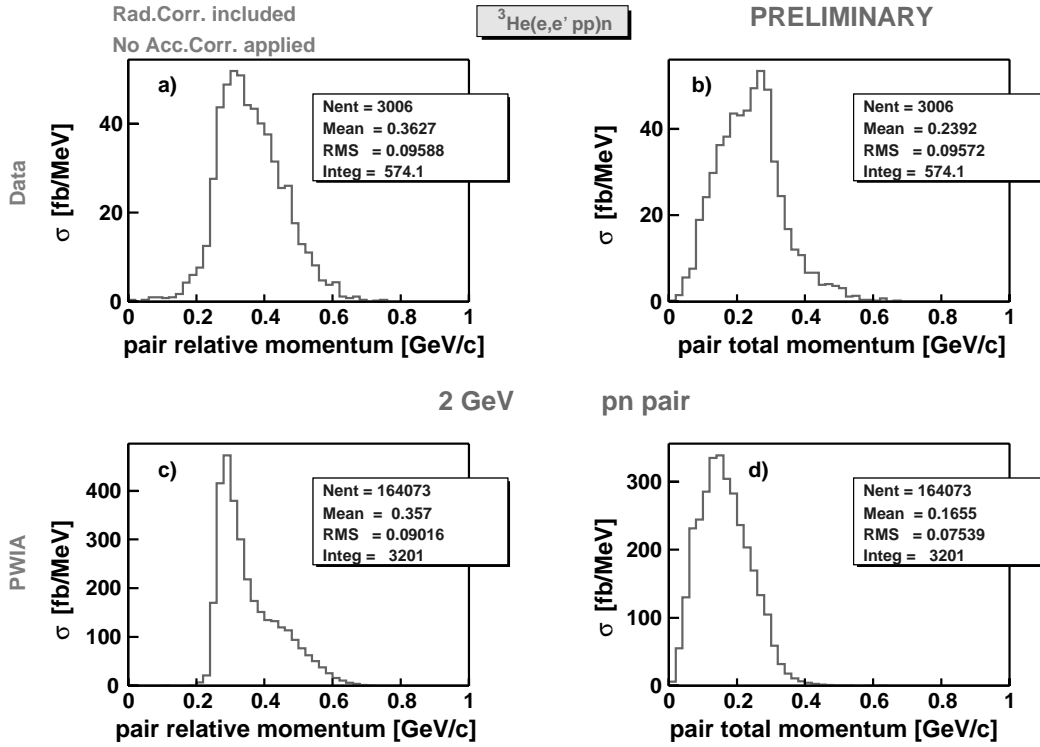 Rad.Corr. included
No Acc.Corr. applied
³He(e,e' pp)n
PRELIMINARY
Data
a)
Nent = 3006
Mean = 0.3627
RMS = 0.09588
Integ = 574.1
σ [fb/MeV]
40
20
0
0 0.2 0.4 0.6 0.8 1
pair relative momentum [GeV/c]
b)
Nent = 3006
Mean = 0.2392
RMS = 0.09572
Integ = 574.1
σ [fb/MeV]
40
20
0
0 0.2 0.4 0.6 0.8 1
pair total momentum [GeV/c]
2 GeV pn pair
PWIA
c)
Nent = 164073
Mean = 0.357
RMS = 0.09016
Integ = 3201
σ [fb/MeV]
400
300
200
100
0
0 0.2 0.4 0.6 0.8 1
pair relative momentum [GeV/c]
d)
Nent = 164073
Mean = 0.1655
RMS = 0.07539
Integ = 3201
σ [fb/MeV]
300
200
100
0
0 0.2 0.4 0.6 0.8 1
pair total momentum [GeV/c]